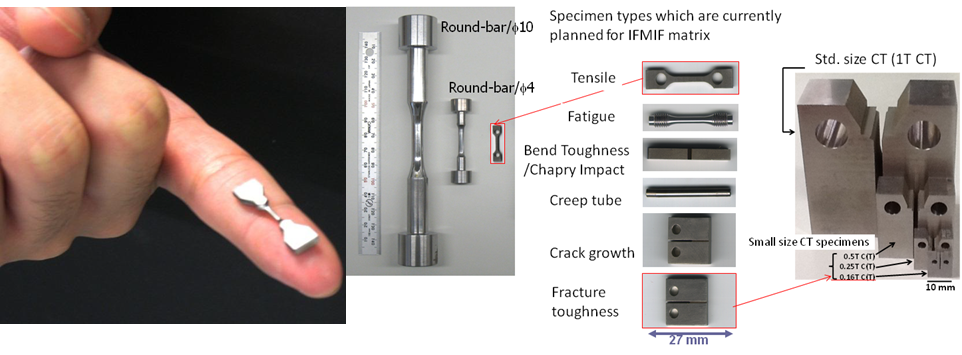 Round-bar/ϕ10
Round-bar/ϕ4
Specimen types which are currently
planned for IFMIF matrix
Tensile
Fatigue
Bend Toughness
/Chapry Impact
Creep tube
Crack growth
Fracture
toughness
27 mm
Std. size CT (1T CT)
Small size CT specimens
0.5T C(T)
0.25T C(T)
0.16T C(T)
10 mm